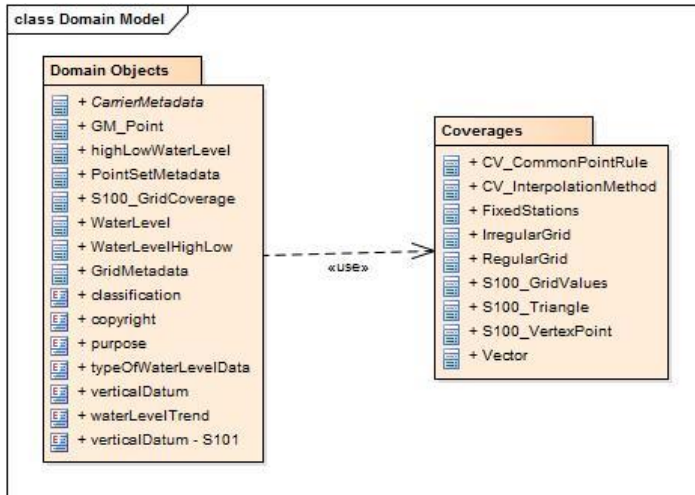 class Domain Model
Domain Objects
+ CarrierMetadata
+ GM_Point
+ highLowWaterLevel
+ PointSetMetadata
+ S100_GridCoverage
+ WaterLevel
+ WaterLevelHighLow
+ GridMetadata
+ classification
+ copyright
+ purpose
+ typeOfWaterLevelData
+ verticalDatum
+ waterLevelTrend
+ verticalDatum - S101
«use»
Coverages
+ CV_CommonPointRule
+ CV_InterpolationMethod
+ FixedStations
+ IrregularGrid
+ RegularGrid
+ S100_GridValues
+ S100_Triangle
+ S100_VertexPoint
+ Vector